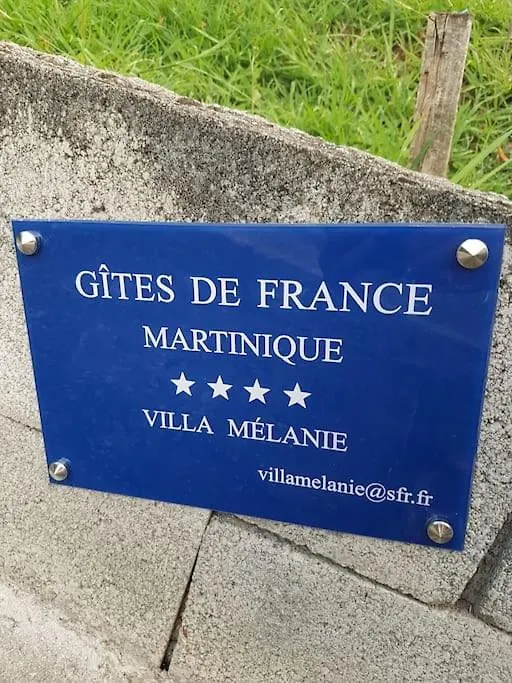 GÎTES DE FRANCE
MARTINIQUE
★ ★ ★ ★
VILLA MÉLANIE
villamelanie@sfr.fr